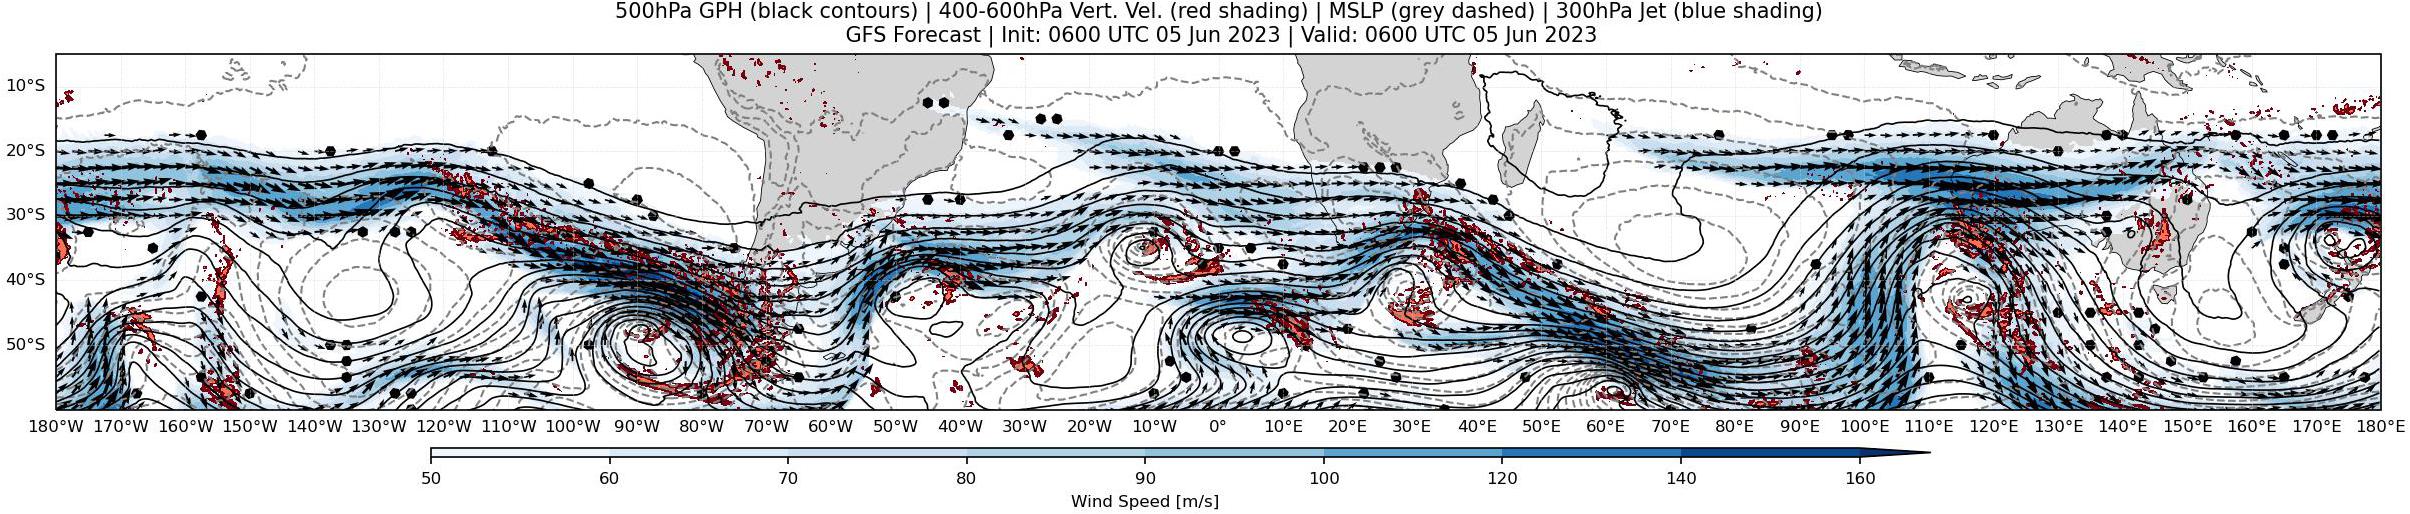 500hPa GPH (black contours) | 400-600hPa Vert. Vel. (red shading) | MSLP (grey dashed) | 300hPa Jet (blue shading)
GFS Forecast | Init: 0600 UTC 05 Jun 2023 | Valid: 0600 UTC 05 Jun 2023
10°S
20°S
30°S
40°S
50°S
180°W 170°W 160°W 150°W 140°W 130°W 120°W 110°W 100°W 90°W 80°W 70°W 60°W 50°W 40°W 30°W 20°W 10°W 0° 10°E 20°E 30°E 40°E 50°E 60°E 70°E 80°E 90°E 100°E 110°E 120°E 130°E 140°E 150°E 160°E 170°E 180°E
50 60 70 80 90 100 120 140 160
Wind Speed [m/s]